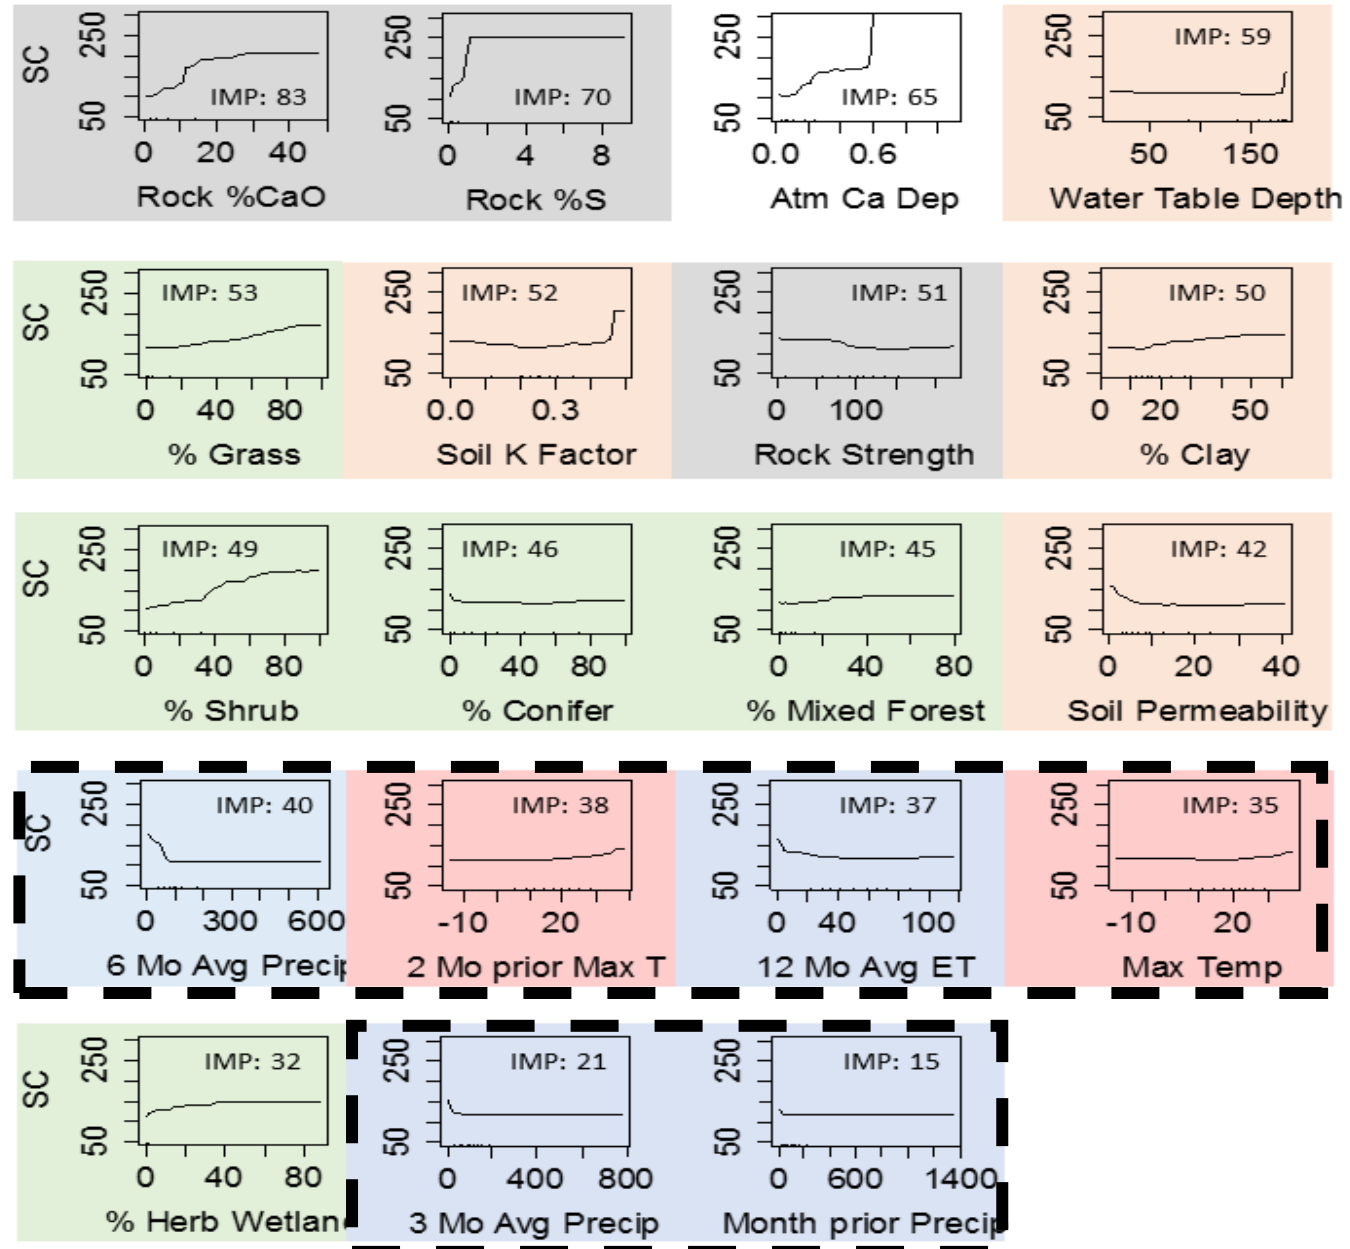 SC 250 50 IMP: 83 0 20 40 Rock %CaO
250 50 IMP: 70 0 4 8 Rock %S
250 50 IMP: 65 0.0 0.6 Atm Ca Dep
250 50 IMP: 59 50 150 Water Table Depth
SC 250 50 IMP: 53 0 40 80 % Grass
250 50 IMP: 52 0.0 0.3 Soil K Factor
250 50 IMP: 51 0 100 Rock Strength
250 50 IMP: 50 0 20 50 % Clay
SC 250 50 IMP: 49 0 40 80 % Shrub
250 50 IMP: 46 0 40 80 % Conifer
250 50 IMP: 45 0 40 80 % Mixed Forest
250 50 IMP: 42 0 20 40 Soil Permeability
SC 250 50 IMP: 40 0 300 600 6 Mo Avg Precip
250 50 IMP: 38 -10 20 2 Mo prior Max T
250 50 IMP: 37 0 40 100 12 Mo Avg ET
250 50 IMP: 35 -10 20 Max Temp
SC 250 50 IMP: 32 0 40 80 % Herb Wetlan
250 50 IMP: 21 0 400 800 3 Mo Avg Precip
250 50 IMP: 15 0 600 1400 Month prior Precip